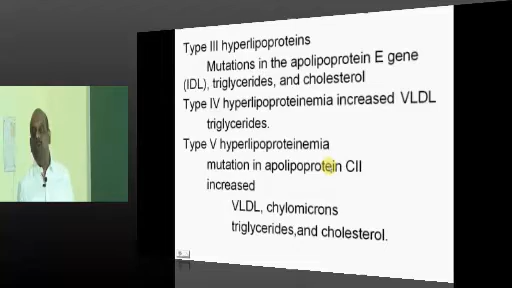 Type III hyperlipoproteins
Mutations in the apolipoprotein E gene
(IDL), triglycerides, and cholesterol
Type IV hyperlipoproteinemia increased VLDL
triglycerides.
Type V hyperlipoproteinemia
mutation in apolipoprotein CII
increased
VLDL, chylomicrons
triglycerides,and cholesterol.